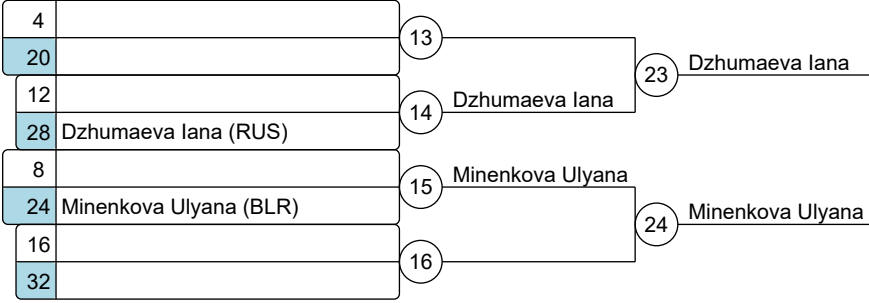 4
20
13
12
28 Dzhumaeva Iana (RUS)
14 Dzhumaeva Iana
23 Dzhumaeva Iana
8
24 Minenkova Ulyana (BLR)
15 Minenkova Ulyana
16
32
16
24 Minenkova Ulyana